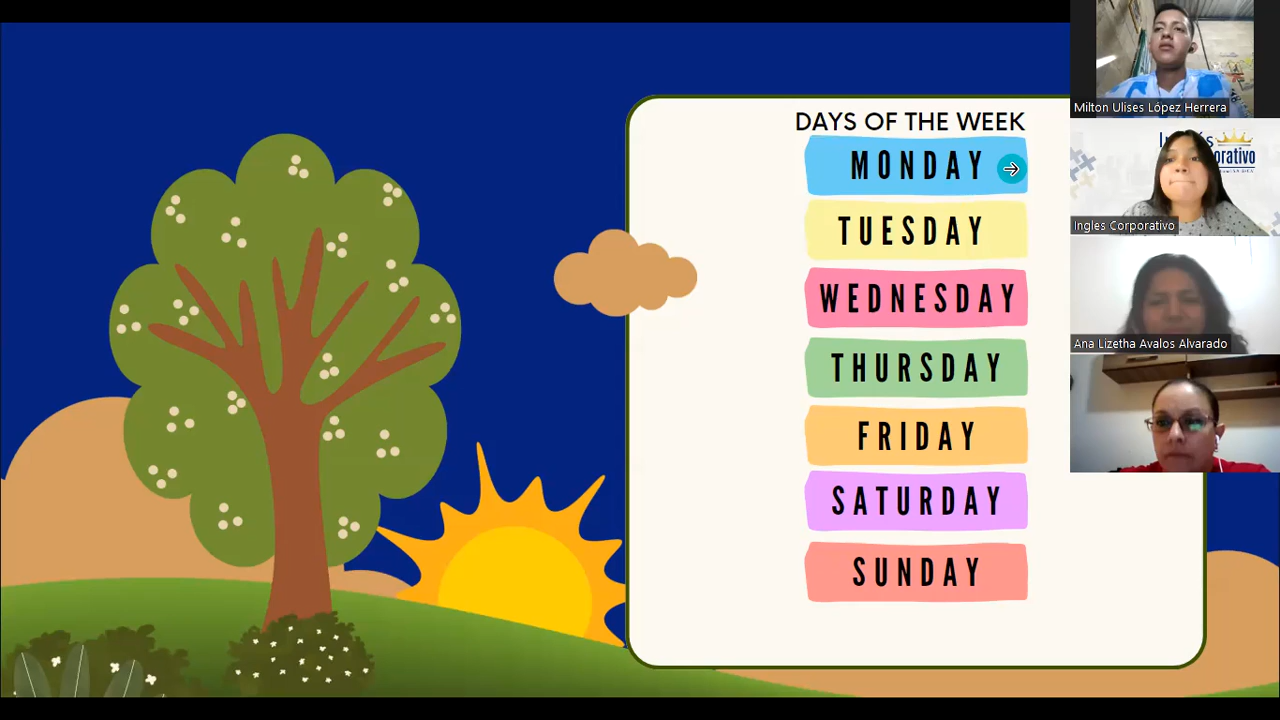 DAYS OF THE WEEK
MONDAY
TUESDAY
WEDNESDAY
THURSDAY
FRIDAY
SATURDAY
SUNDAY
Milton Ulises López Herrera
Ingles Corporativo
Ana Lizetha Avalos Alvarado